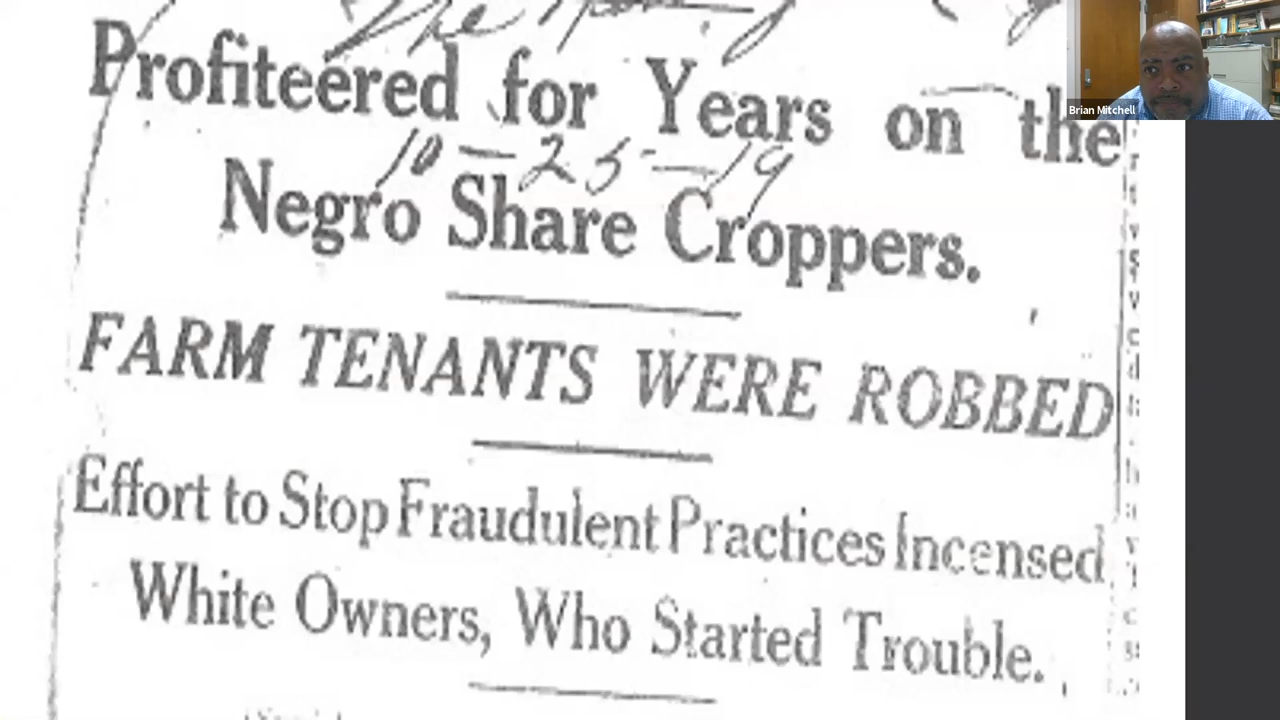 The
Brian Mitchell
Profiteered for Years on the
10-25-19
Negro Share Croppers.
FARM TENANTS WERE ROBBED
Effort to Stop Fraudulent Practices Incensed
White Owners, Who Started Trouble.